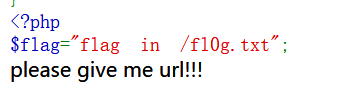 }
<?php
$flag="flag in /fl0g.txt";
please give me url!!!